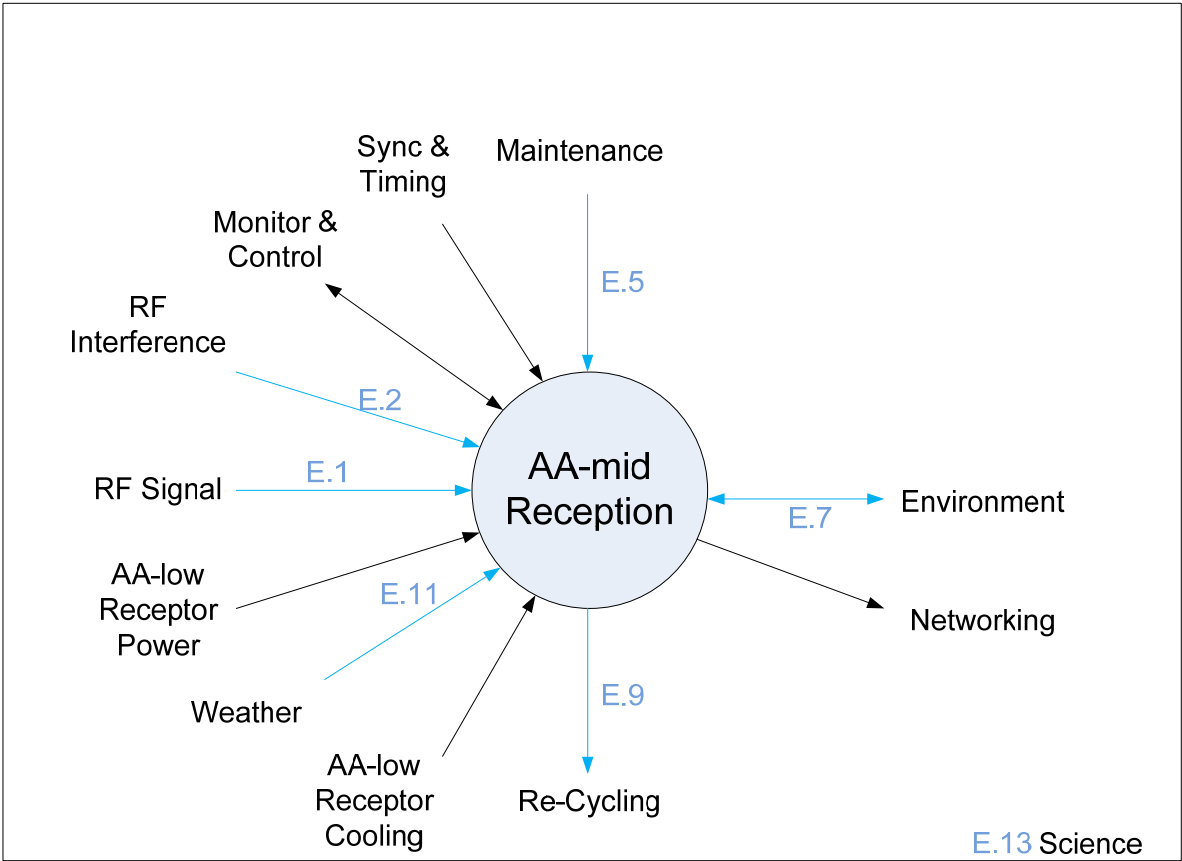 Sync &
Timing
Maintenance
Monitor &
Control
E.5
RF
Interference
E.2
AA-mid
Reception
E.1
RF Signal
Environment
E.7
AA-low
Receptor
Power
E.11
Networking
Weather
E.9
AA-low
Receptor
Cooling
Re-Cycling
E.13 Science